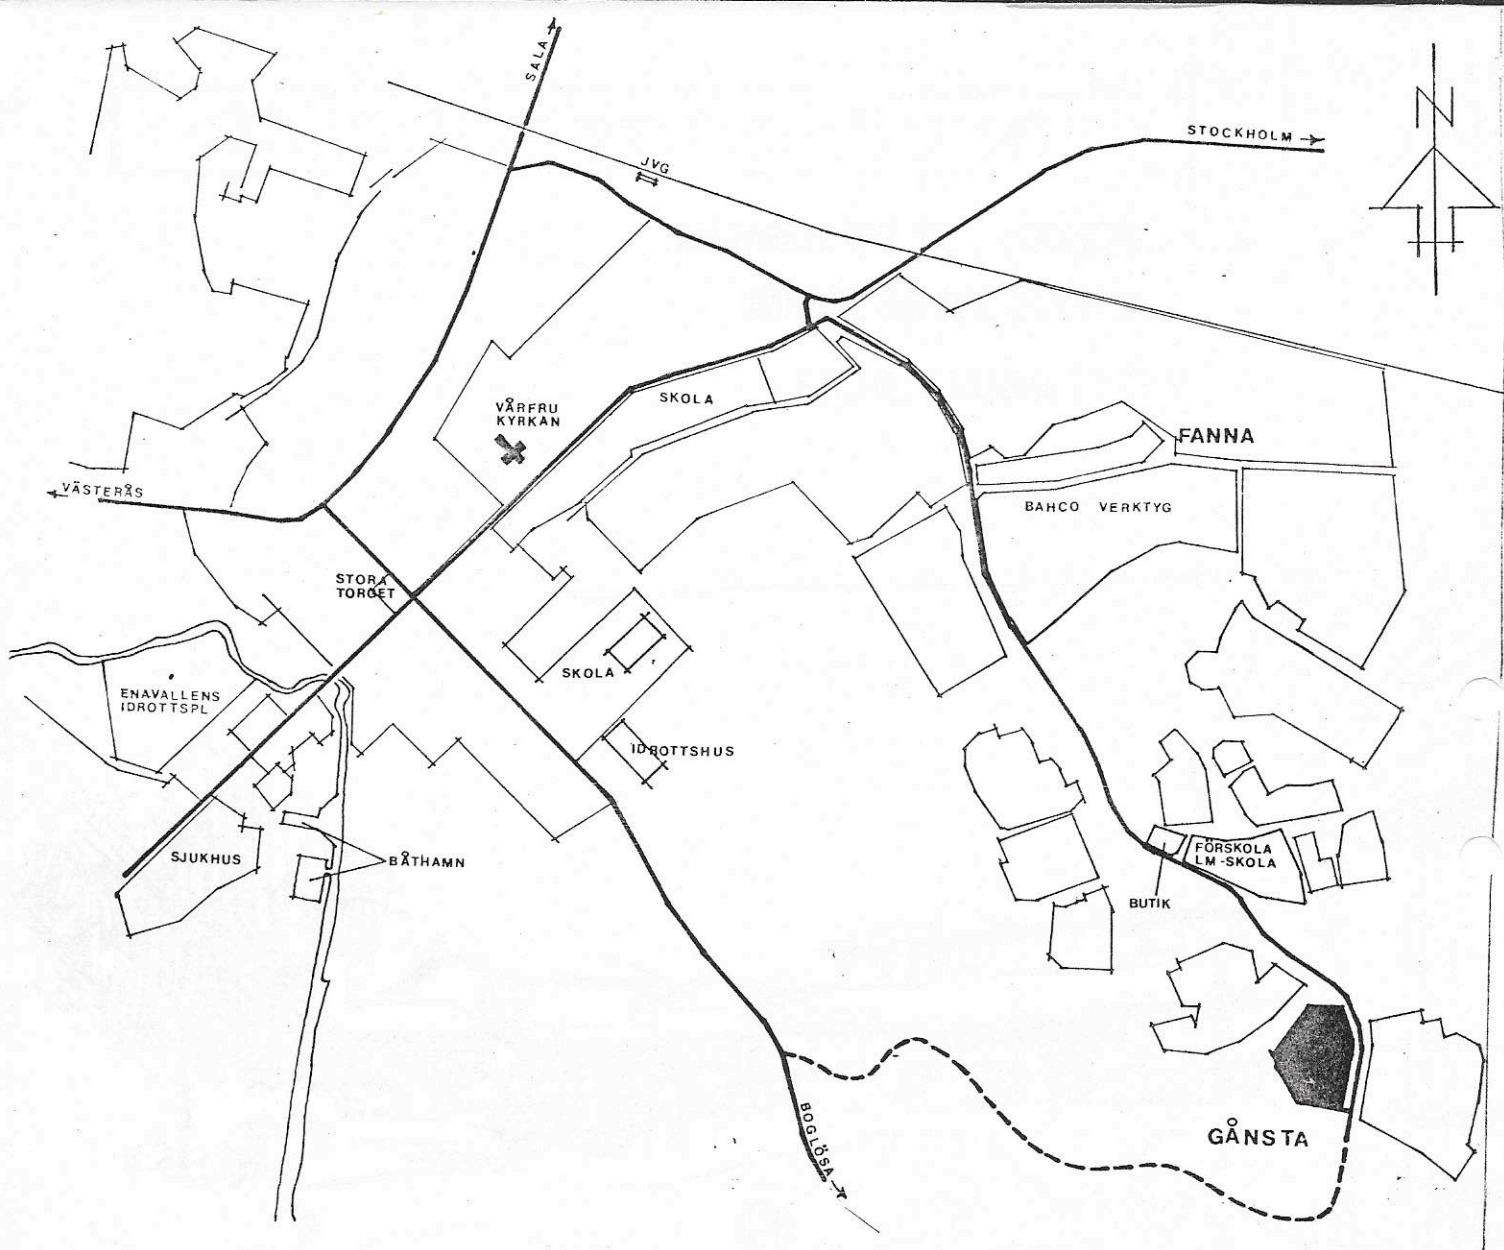 SALA
JVG
STOCKHOLM
N
VÅRFRU
KYRKAN
SKOLA
FANNA
VÄSTERÅS
BAHCO VERKTYG
STORA
TORGET
SKOLA
ENAVALLENS
IDROTTSPL
IDROTTSHUS
SJUKHUS
BÅTHAMN
FÖRSKOLA
LM-SKOLA
BUTIK
BOGLÖSA
GÅNSTA